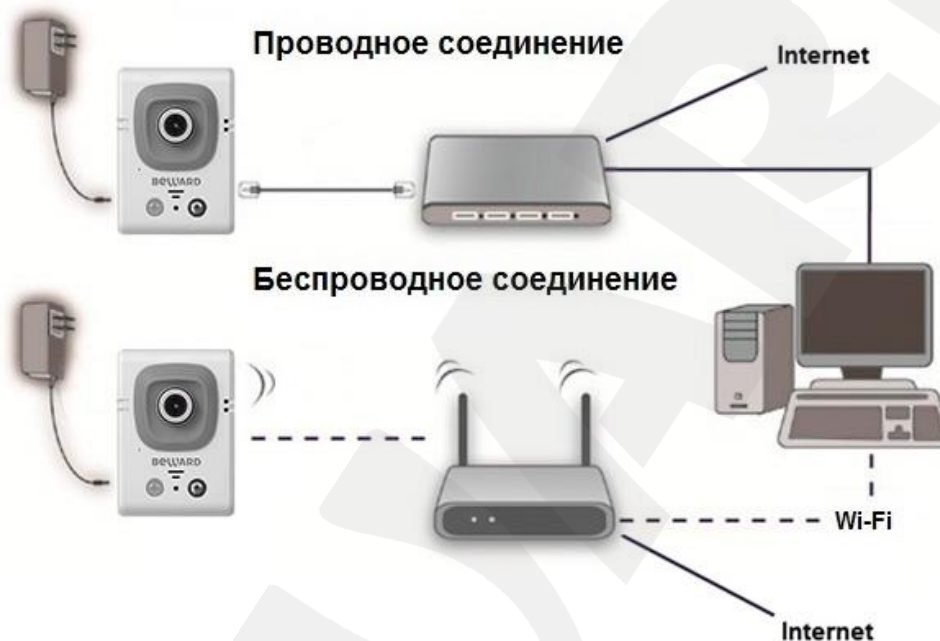 Проводное соединение
Internet
BEWARD
Беспроводное соединение
BEWARD
Wi-Fi
Internet